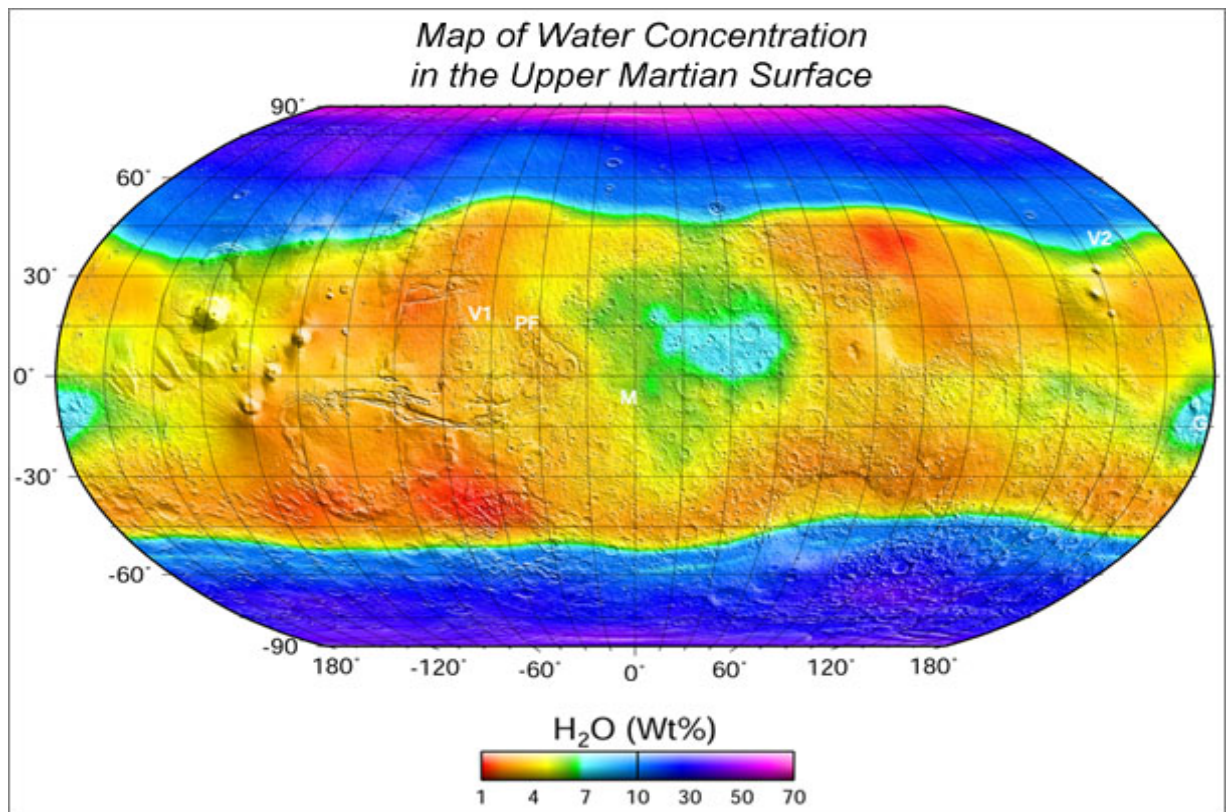 Map of Water Concentration
in the Upper Martian Surface
90°
60°
V2
30°
V1
PF
0°
M
G
-30°
-60°
-90°
180° -120° -60° 0° 60° 120° 180°
H₂O (Wt%)
1 4 7 10 30 50 70